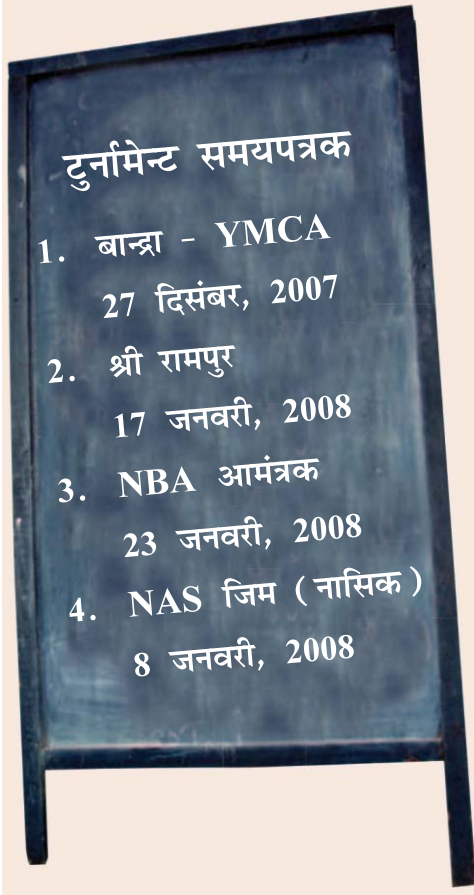 टुर्नामेन्ट समयपत्रक
1. बान्द्रा - YMCA
27 दिसंबर, 2007
2. श्री रामपुर
17 जनवरी, 2008
3. NBA आमंत्रक
23 जनवरी, 2008
4. NAS जिम (नासिक)
8 जनवरी, 2008